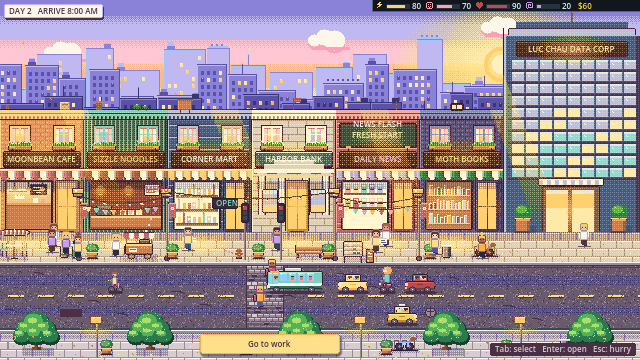 DAY 2 ARRIVE 8:00 AM
80 70 90 20 $60
LUC CHAU DATA CORP
NEWS FLASH
FRESH START
MOONBEAN CAFE
SIZZLE NOODLES
CORNER MART
HARBOR BANK
DAILY NEWS
MOTH BOOKS
OPEN
Go to work
Tab: select Enter: open Esc: hurry